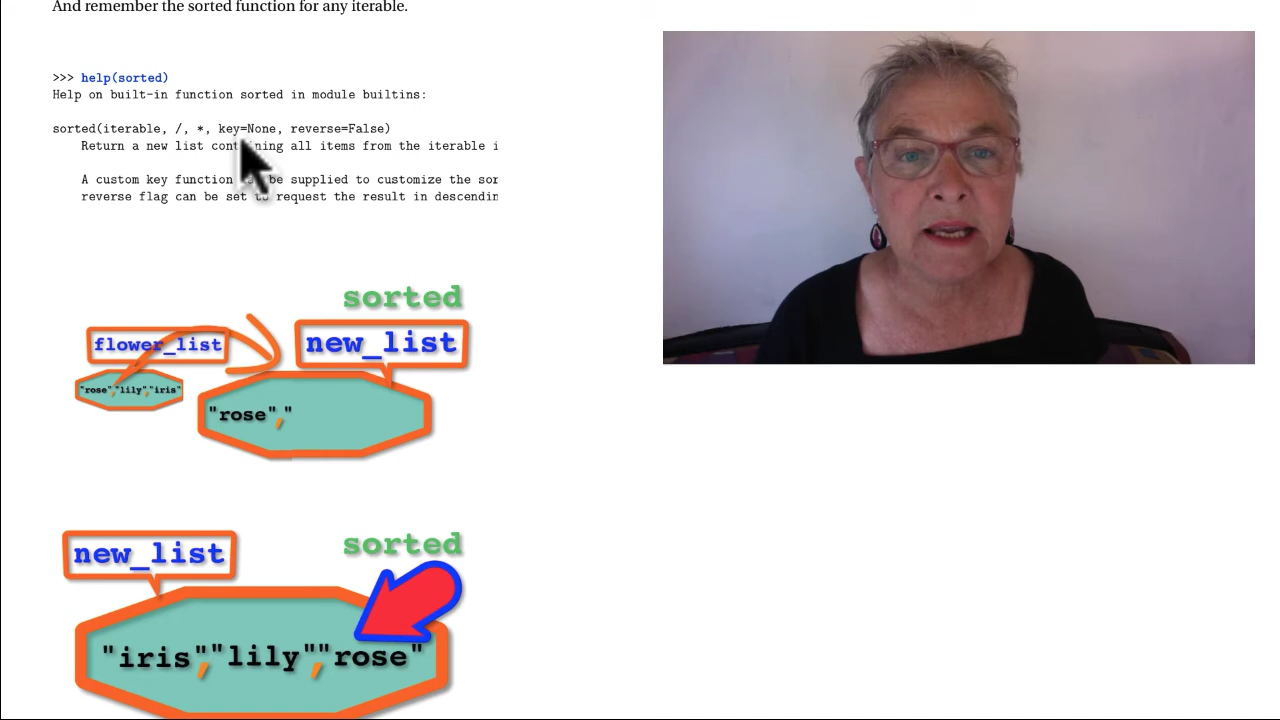 And remember the sorted function for any iterable.
>>> help(sorted)
Help on built-in function sorted in module builtins:
sorted(iterable, /, *, key=None, reverse=False)
Return a new list containing all items from the iterable i
A custom key function be supplied to customize the sor
reverse flag can be set to request the result in descendin
sorted
flower_list
new_list
"rose","lily","iris"
"rose","
new_list
sorted
"iris","lily","rose"